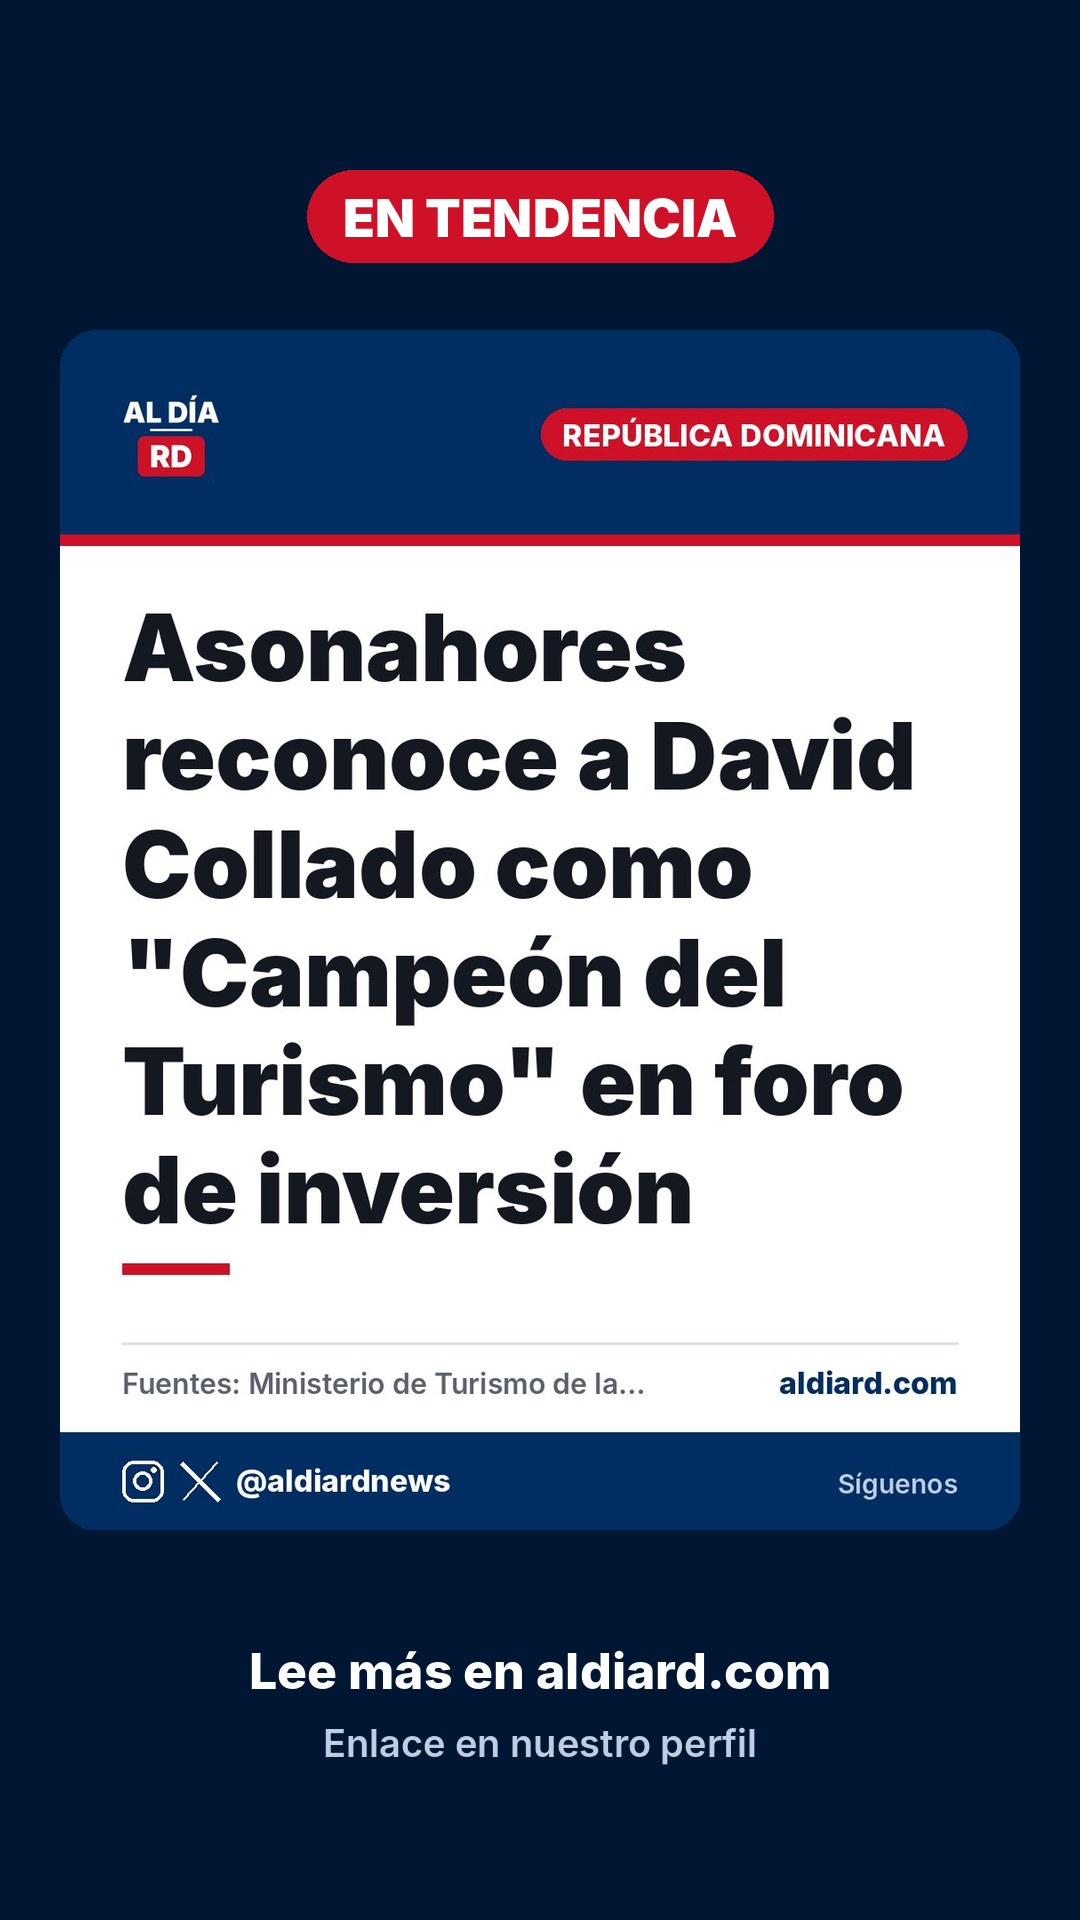 EN TENDENCIA
AL DÍA
RD
REPÚBLICA DOMINICANA
Asonahores
reconoce a David
Collado como
"Campeón del
Turismo" en foro
de inversión
Fuentes: Ministerio de Turismo de la...
aldiard.com
@aldiardnews
Síguenos
Lee más en aldiard.com
Enlace en nuestro perfil